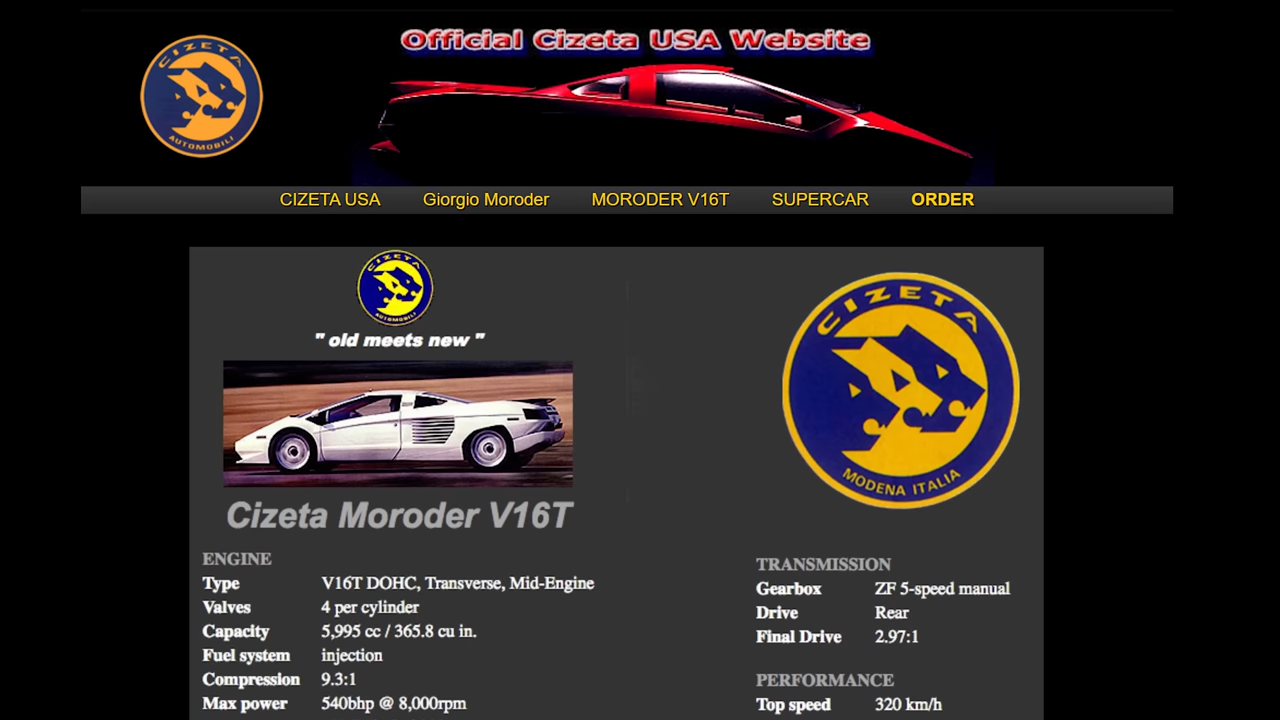 Official Cizeta USA Website
CIZETA
AUTOMOBILI
CIZETA USA
Giorgio Moroder
MORODER V16T
SUPERCAR
ORDER
CIZETA
AUTOMOBILI
" old meets new "
Cizeta Moroder V16T
ENGINE
Type V16T DOHC, Transverse, Mid-Engine
Valves 4 per cylinder
Capacity 5,995 cc / 365.8 cu in.
Fuel system injection
Compression 9.3:1
Max power 540bhp @ 8,000rpm
CIZETA
MODENA ITALIA
TRANSMISSION
Gearbox ZF 5-speed manual
Drive Rear
Final Drive 2.97:1
PERFORMANCE
Top speed 320 km/h